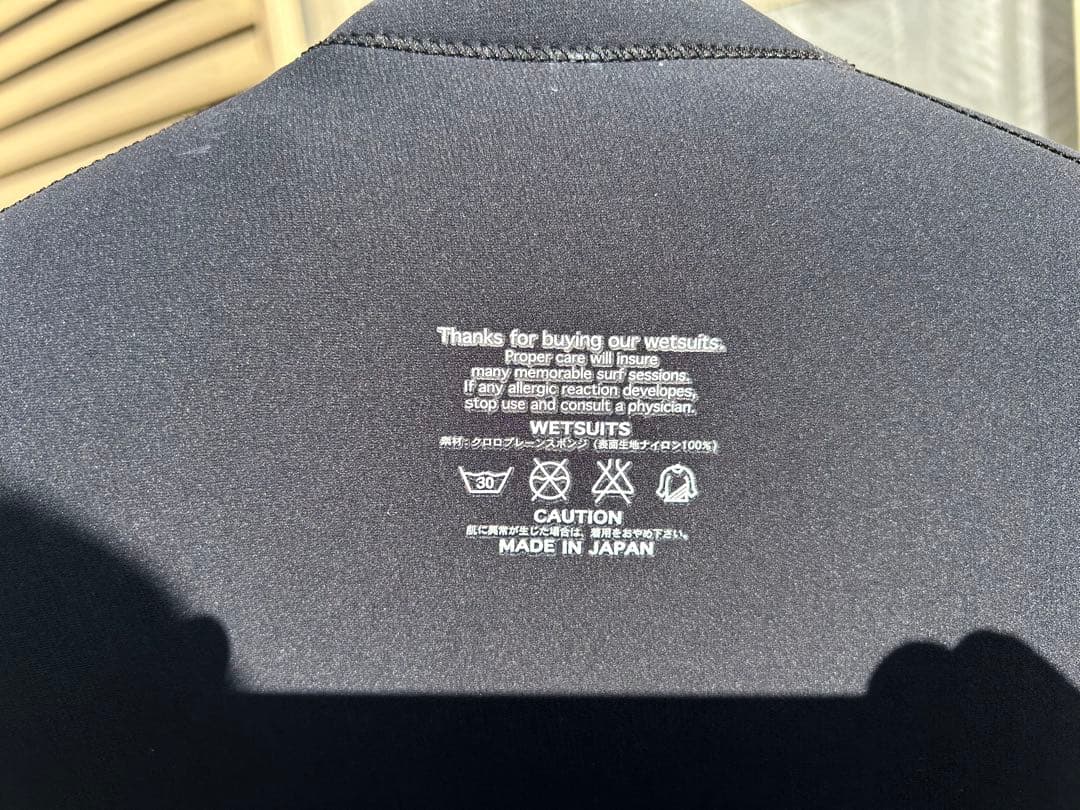 Thanks for buying our wetsuits.
Proper care will insure
many memorable surf sessions.
If any allergic reaction developes,
stop use and consult a physician.
WETSUITS
素材:クロロプレーンスポンジ（表面生地ナイロン100%）
30
CAUTION
肌に異常が生じた場合は、着用をおやめ下さい。
MADE IN JAPAN